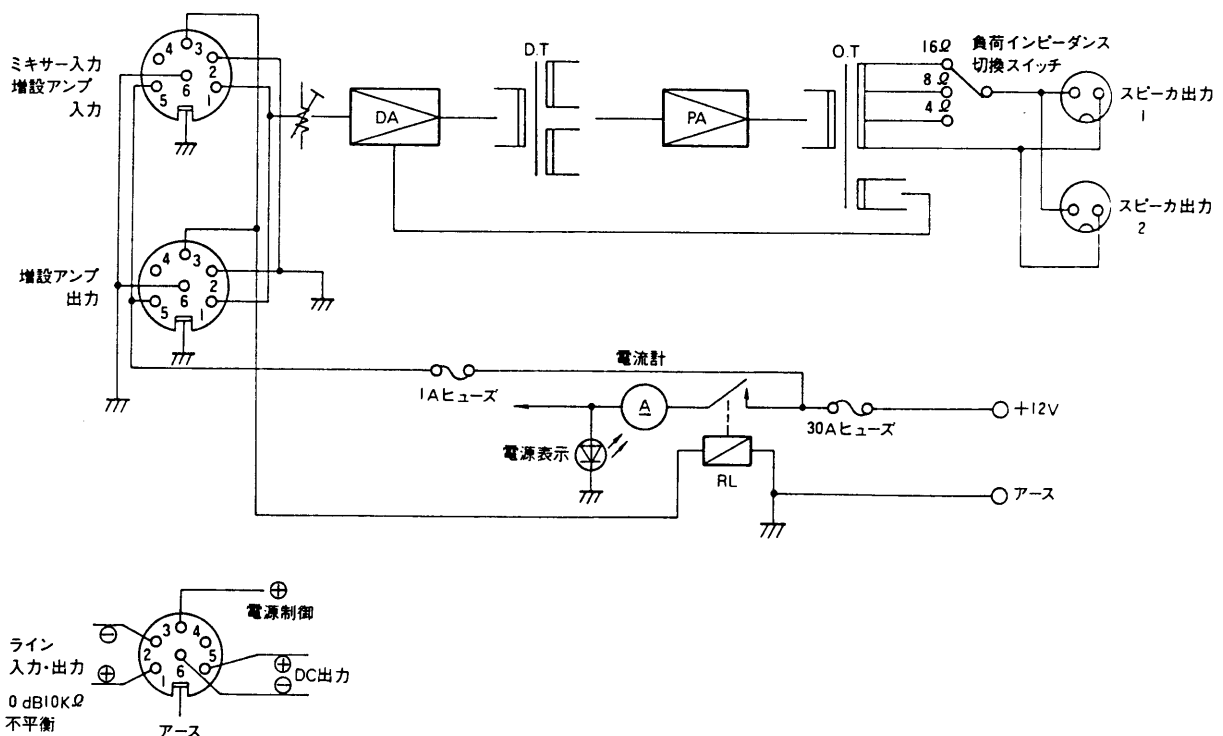 ミキサー入力
増設アンプ
入力
4
3
2
6
5
1
DA
D.T
PA
O.T
16Ω
8Ω
4Ω
負荷インピーダンス
切換スイッチ
スピーカ出力
1
スピーカ出力
2
増設アンプ
出力
4
3
2
6
5
1
1Aヒューズ
電流計
A
30Aヒューズ
+12V
電源表示
RL
アース
⊕
電源制御
ライン
入力・出力
0dB10KΩ
不平衡
⊖
⊕
3
4
2
5
6
1
⊕
⊖
DC出力
アース